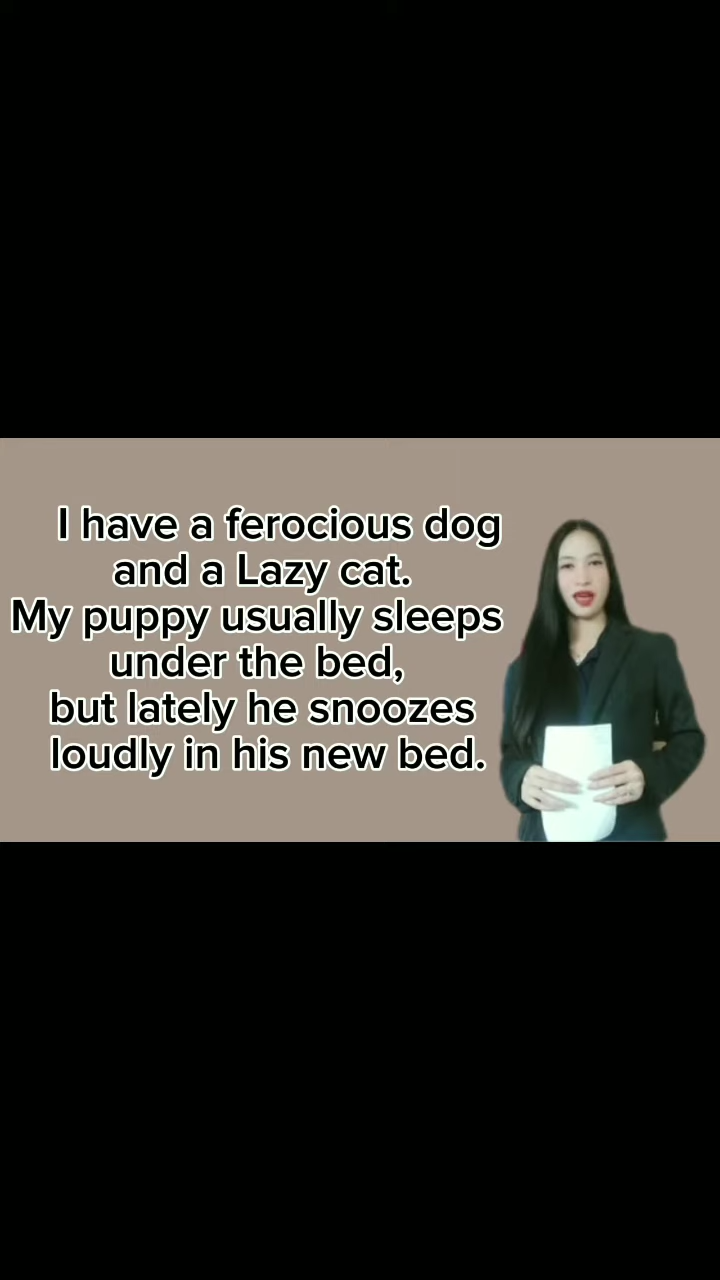 I have a ferocious dog
and a Lazy cat.
My puppy usually sleeps
under the bed,
but lately he snoozes
loudly in his new bed.